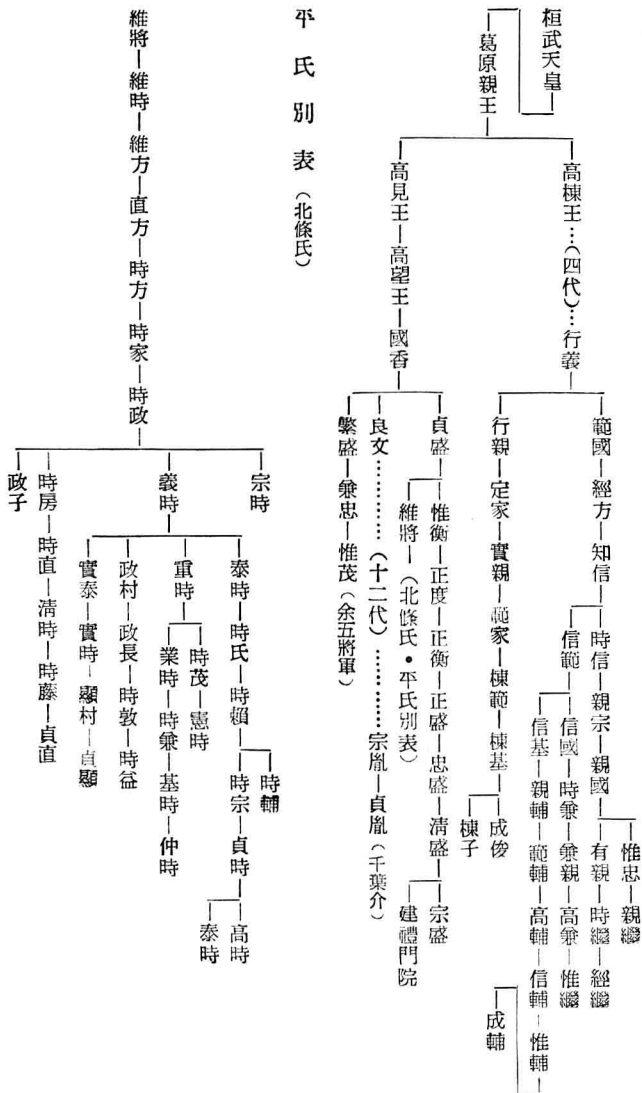 桓武天皇
葛原親王
高棟王…(四代)…行義
範國―經方―知信
時信―親宗―親國
惟忠―親繼
有親―時繼―經繼
信範
信國―時兼―兼親―高兼―惟繼
信基―親輔―範輔―高輔―信輔―惟輔
成輔
行親―定家―實親―範家―棟範―棟基
成俊
棟子
高見王―高望王―國香
貞盛
惟衡―正度―正衡―正盛―忠盛―淸盛
宗盛
建禮門院
維將―(北條氏・平氏別表)
良文…………(十二代)…………宗胤―貞胤(千葉介)
繁盛―兼忠―惟茂(余五將軍)
平氏別表(北條氏)
維將―維時―維方―直方―時方―時家―時政
宗時
義時
泰時―時氏―時賴
時輔
時宗―貞時
高時
泰時
重時
時茂―憲時
業時―時兼―基時―仲時
政村―政長―時敦―時益
實泰―實時―顯村―貞顯
時房―時直―淸時―時藤―貞直
政子